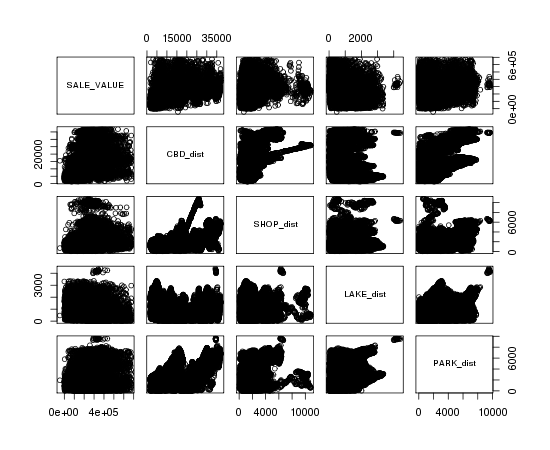 0 15000 35000
0 2000
SALE_VALUE
0e+00 6e+05
0 20000
CBD_dist
SHOP_dist
0 6000
0 3000
LAKE_dist
PARK_dist
0 6000
0e+00 4e+05
0 4000 10000
0 4000 10000